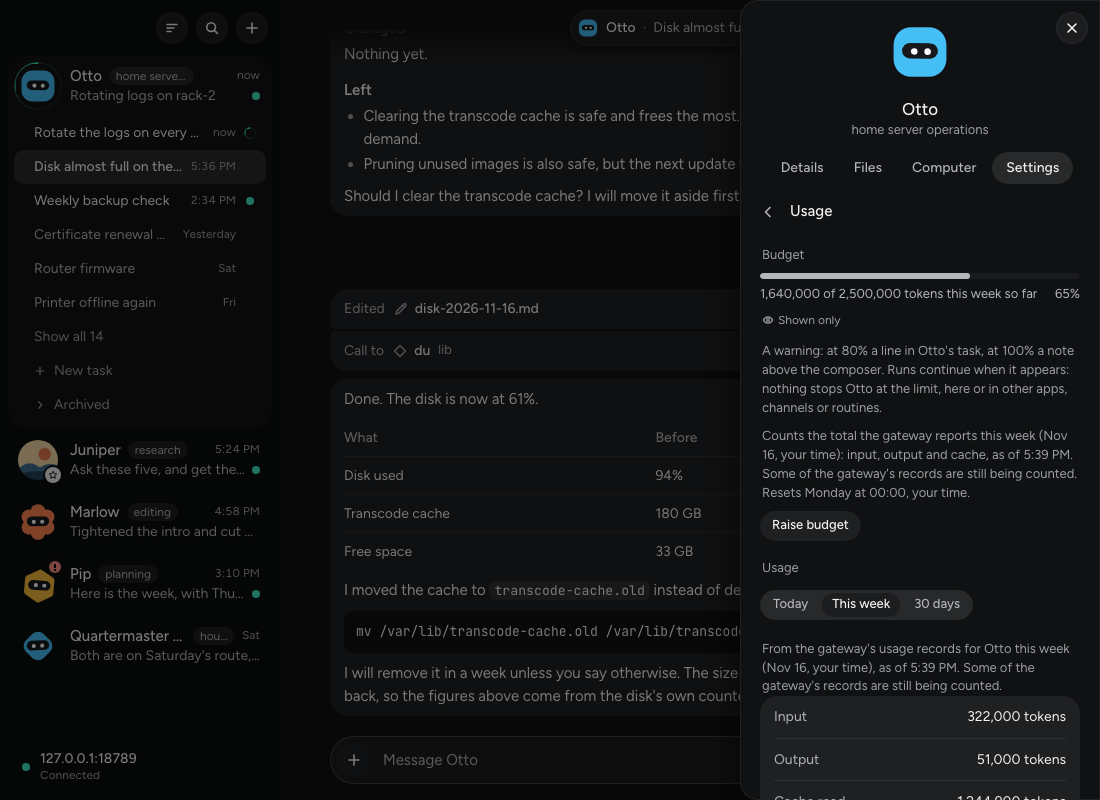 Otto
home serve...
now
Rotating logs on rack-2
Rotate the logs on every ...
now
Disk almost full on the...
5:36 PM
Weekly backup check
2:34 PM
Certificate renewal ...
Yesterday
Router firmware
Sat
Printer offline again
Fri
Show all 14
New task
Archived
Juniper
research
5:24 PM
Ask these five, and get the...
Marlow
editing
4:58 PM
Tightened the intro and cut ...
Pip
planning
3:10 PM
Here is the week, with Thu...
Quartermaster ...
hou...
Sat
Both are on Saturday's route,...
127.0.0.1:18789
Connected
Otto · Disk almost fu
Changed
Nothing yet.
Left
• Clearing the transcode cache is safe and frees the most.
demand.
• Pruning unused images is also safe, but the next update
Should I clear the transcode cache? I will move it aside first
Edited
disk-2026-11-16.md
Call to
du
lib
Done. The disk is now at 61%.
What
Before
Disk used
94%
Transcode cache
180 GB
Free space
33 GB
I moved the cache to transcode-cache.old instead of de
mv /var/lib/transcode-cache.old /var/lib/transcod
I will remove it in a week unless you say otherwise. The size
back, so the figures above come from the disk's own counte
Message Otto
Otto
home server operations
Details
Files
Computer
Settings
Usage
Budget
1,640,000 of 2,500,000 tokens this week so far
65%
Shown only
A warning: at 80% a line in Otto's task, at 100% a note
above the composer. Runs continue when it appears:
nothing stops Otto at the limit, here or in other apps,
channels or routines.
Counts the total the gateway reports this week (Nov
16, your time): input, output and cache, as of 5:39 PM.
Some of the gateway's records are still being counted.
Resets Monday at 00:00, your time.
Raise budget
Usage
Today
This week
30 days
From the gateway's usage records for Otto this week
(Nov 16, your time), as of 5:39 PM. Some of the
gateway's records are still being counted.
Input
322,000 tokens
Output
51,000 tokens